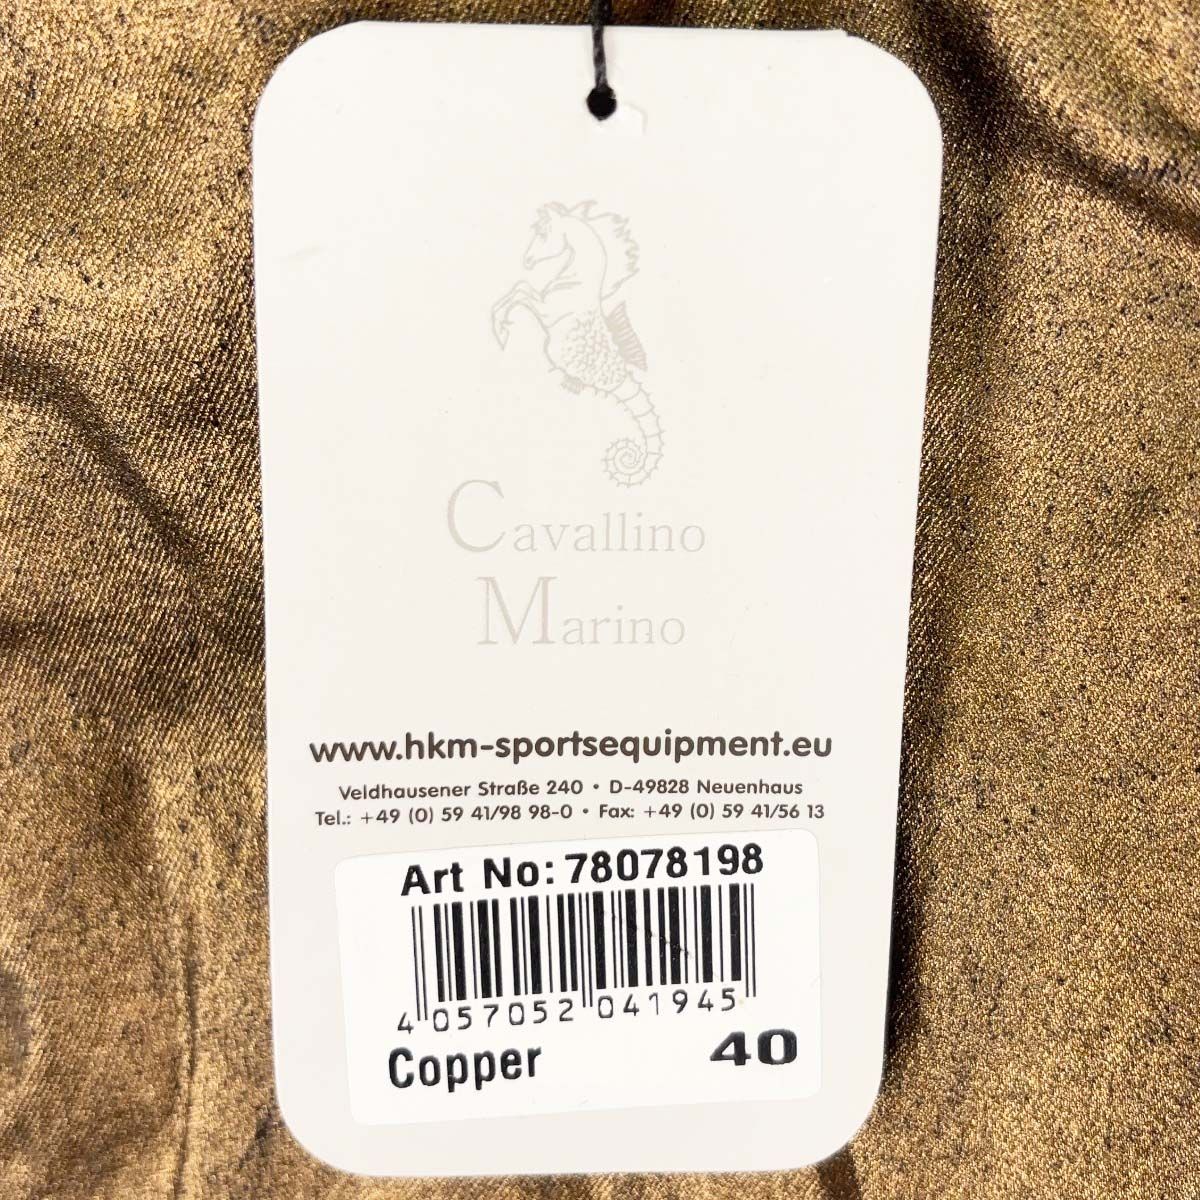 Cavallino
Marino
www.hkm-sportsequipment.eu
Veldhausener Straße 240 • D-49828 Neuenhaus
Tel.: +49 (0) 59 41/98 98-0 • Fax: +49 (0) 59 41/56 13
Art No: 78078198
4 057052 041945
Copper 40